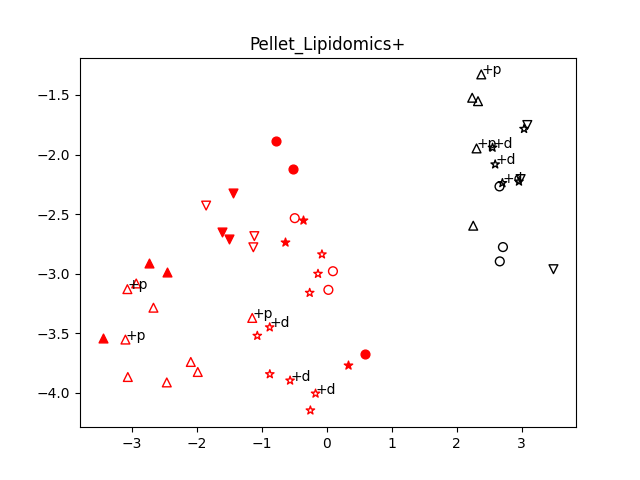 Pellet_Lipidomics+
−1.5
−2.0
−2.5
−3.0
−3.5
−4.0
+p
+p +d
+d
+d
+p
+p
+d
+p
+d
+d
−3 −2 −1 0 1 2 3